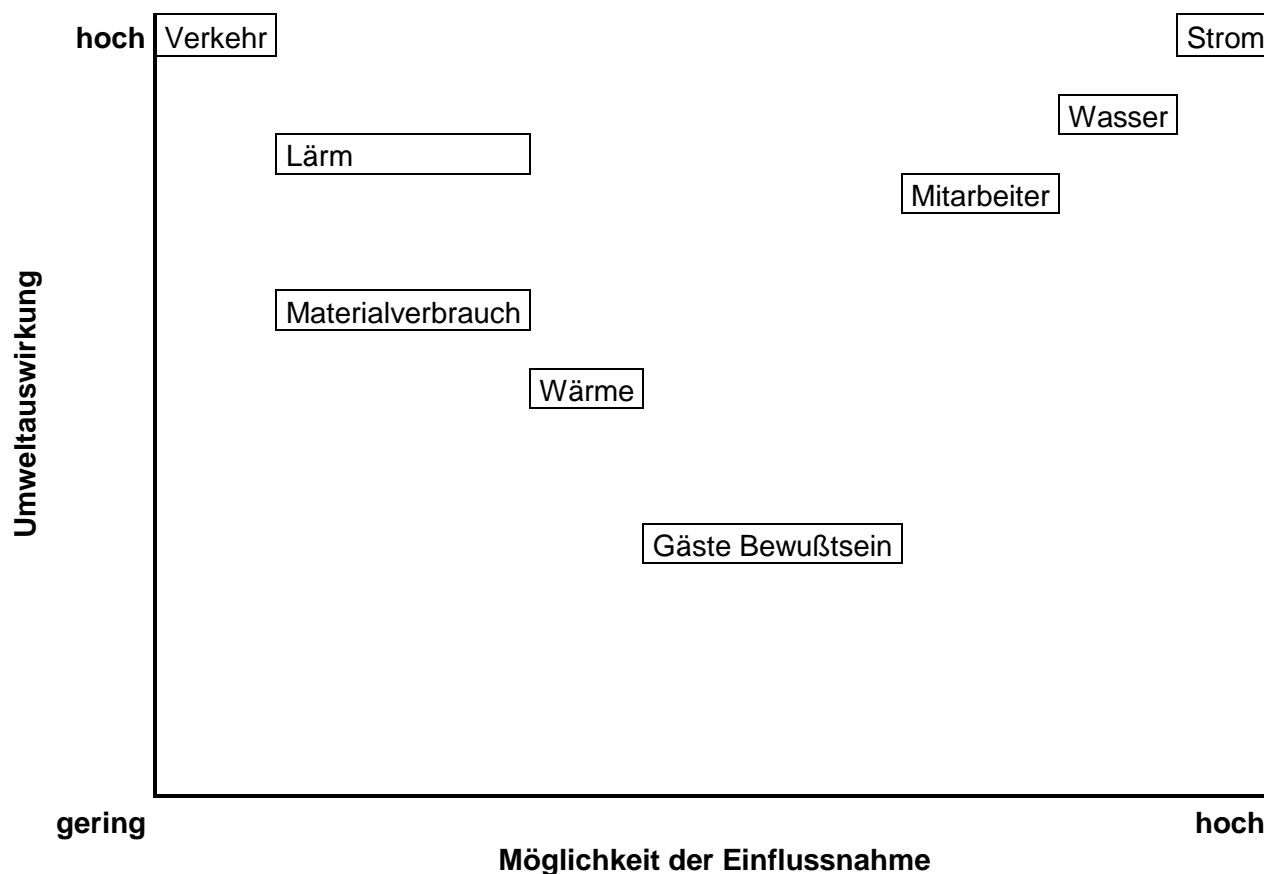 hoch Verkehr Strom
Wasser
Lärm
Mitarbeiter
Materialverbrauch
Wärme
Gäste Bewußtsein
Umweltauswirkung
gering hoch
Möglichkeit der Einflussnahme